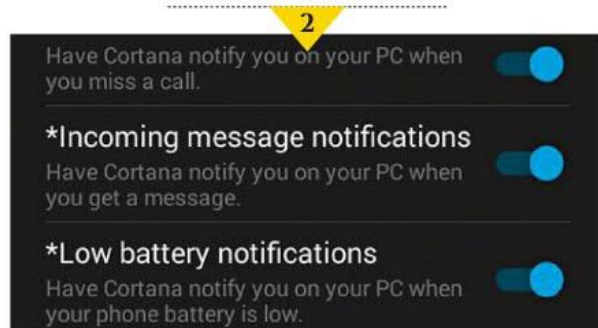 2
Have Cortana notify you on your PC when
you miss a call.
*Incoming message notifications
Have Cortana notify you on your PC when
you get a message.
*Low battery notifications
Have Cortana notify you on your PC when
your phone battery is low.